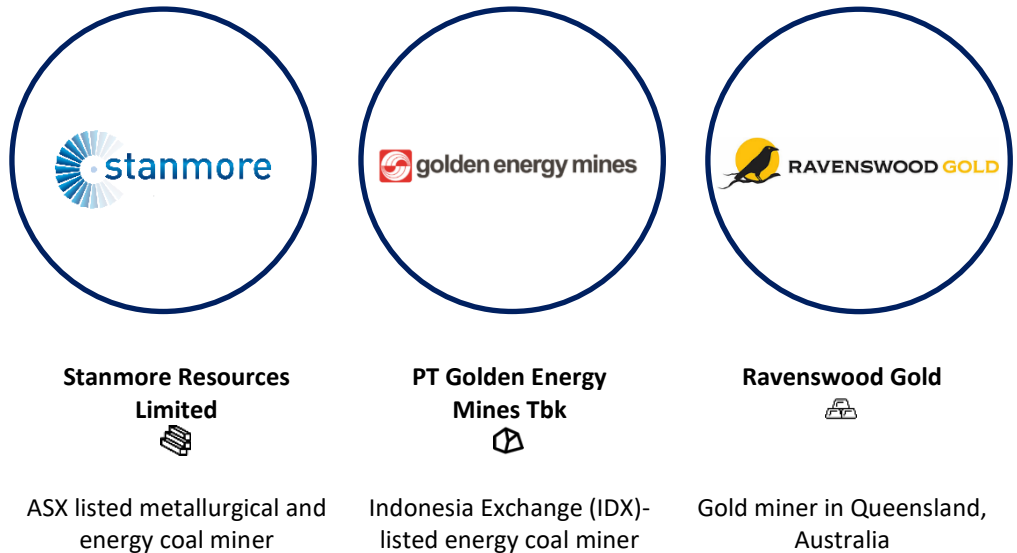 stanmore
golden energy mines
RAVENSWOOD GOLD
Stanmore Resources
Limited
PT Golden Energy
Mines Tbk
Ravenswood Gold
ASX listed metallurgical and
energy coal miner
Indonesia Exchange (IDX)-
listed energy coal miner
Gold miner in Queensland,
Australia